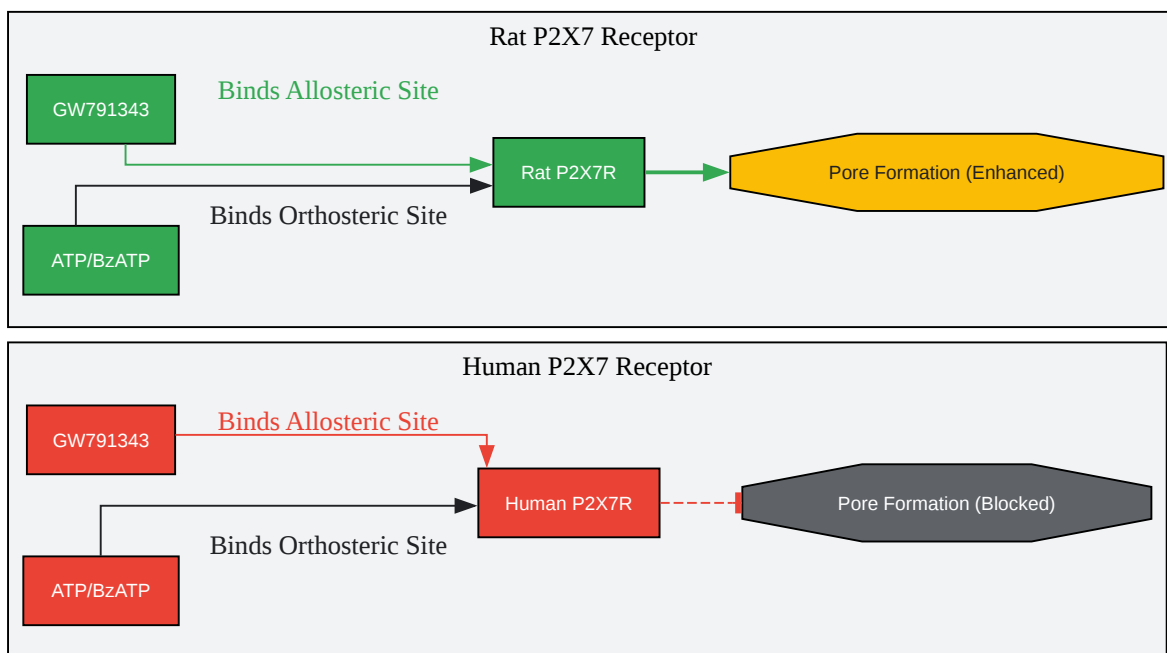 Rat P2X7 Receptor
GW791343
Binds Allosteric Site
Rat P2X7R
Pore Formation (Enhanced)
Binds Orthosteric Site
ATP/BzATP
Human P2X7 Receptor
GW791343
Binds Allosteric Site
Human P2X7R
Pore Formation (Blocked)
Binds Orthosteric Site
ATP/BzATP